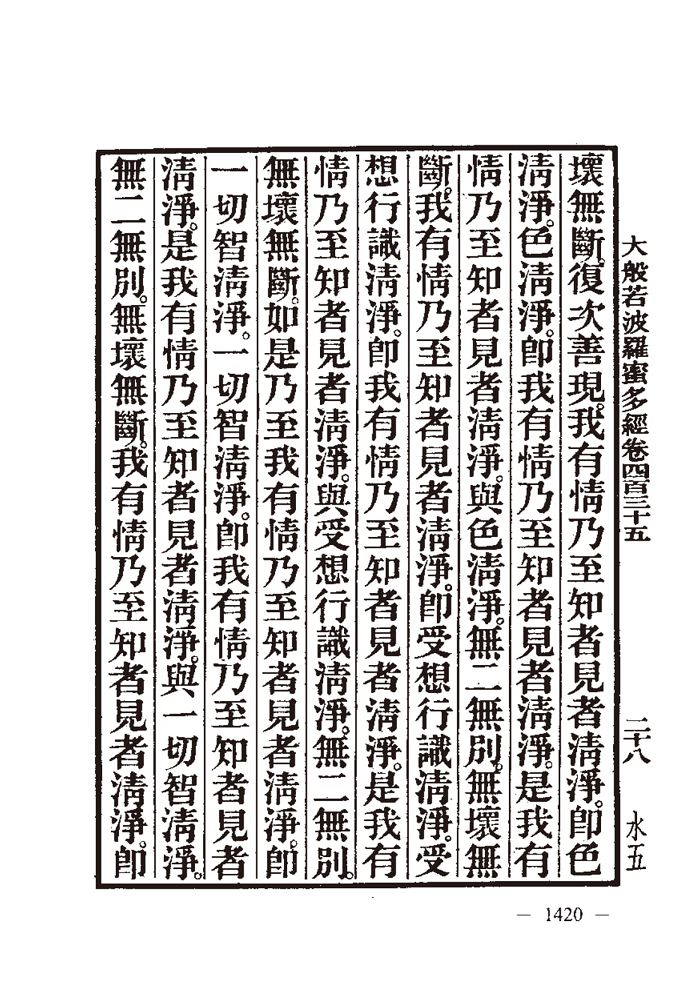 大般若波羅蜜多經卷四百三十五 二十八 水五
壞無斷。復次善現。我有情乃至知者見者清淨。卽色
清淨。色清淨。卽我有情乃至知者見者清淨。是我有
情乃至知者見者清淨。與色清淨。無二無別。無壞無
斷。我有情乃至知者見者清淨。卽受想行識清淨。受
想行識清淨。卽我有情乃至知者見者清淨。是我有
情乃至知者見者清淨。與受想行識清淨。無二無別。
無壞無斷。如是乃至我有情乃至知者見者清淨。卽
一切智清淨。一切智清淨。卽我有情乃至知者見者
清淨。是我有情乃至知者見者清淨。與一切智清淨。
無二無別。無壞無斷。我有情乃至知者見者清淨。卽
— 1420 —